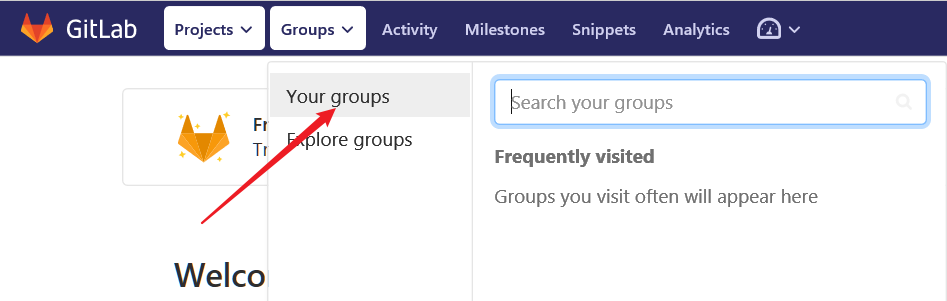 GitLab Projects Groups Activity Milestones Snippets Analytics
Your groups
Explore groups
Search your groups
Frequently visited
Groups you visit often will appear here
Fr
Tr
Welco